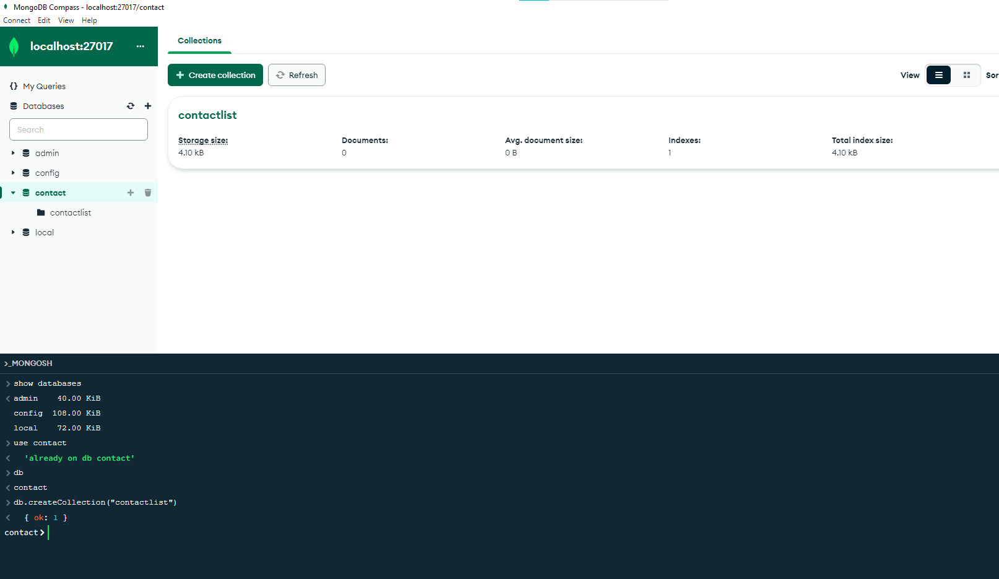 MongoDB Compass - localhost:27017/contact
Connect Edit View Help
localhost:27017 ...
Collections
Create collection Refresh
View Sor
{} My Queries
Databases
Search
admin
config
contact
contactlist
local
contactlist
Storage size: Documents: Avg. document size: Indexes: Total index size:
4.10 kB 0 0 B 1 4.10 kB
>_MONGOSH
> show databases
< admin 40.00 KiB
config 108.00 KiB
local 72.00 KiB
> use contact
< 'already on db contact'
> db
< contact
> db.createCollection("contactlist")
< { ok: 1 }
contact>